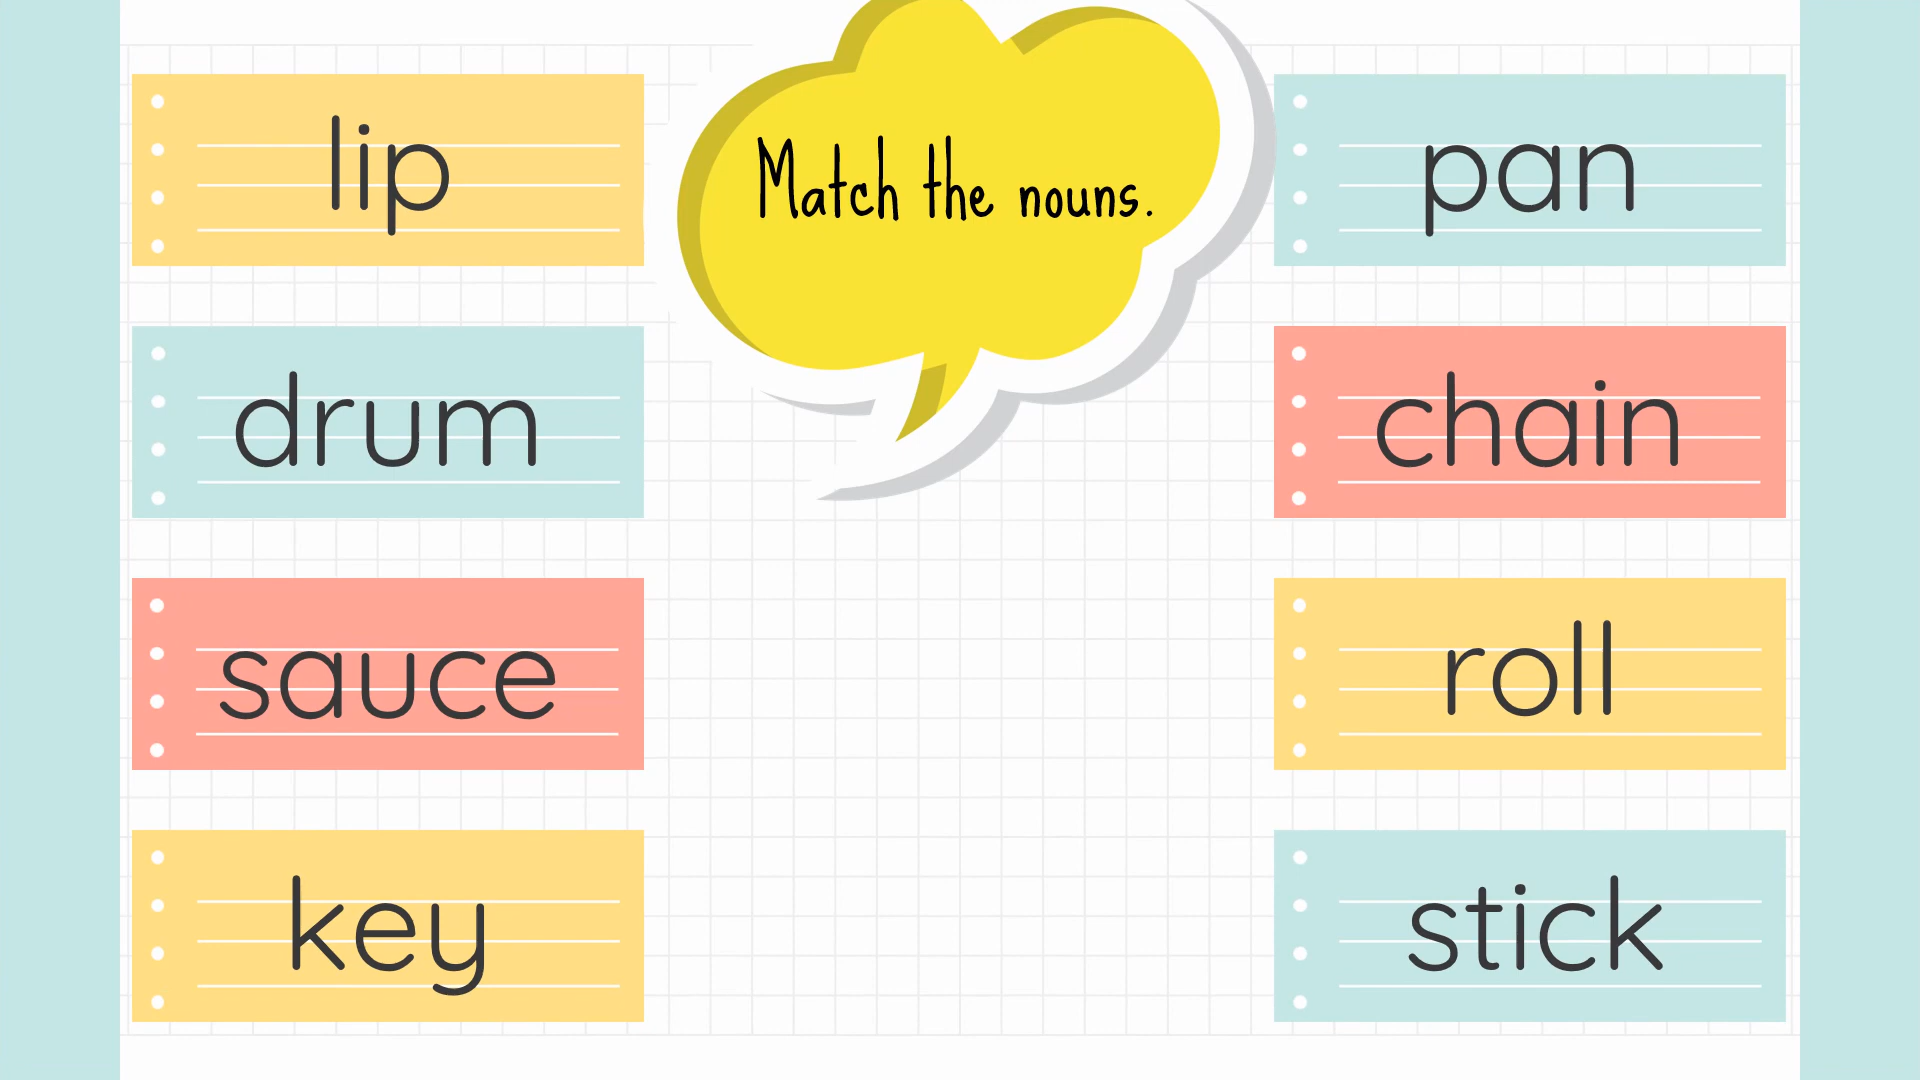 Match the nouns.
lip
pan
drum
chain
sauce
roll
key
stick